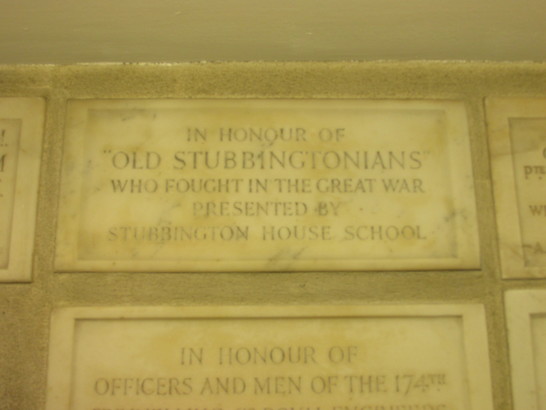 IN HONOUR OF
"OLD STUBBINGTONIANS"
WHO FOUGHT IN THE GREAT WAR
PRESENTED BY
STUBBINGTON HOUSE SCHOOL
IN HONOUR OF
OFFICERS AND MEN OF THE 174TH